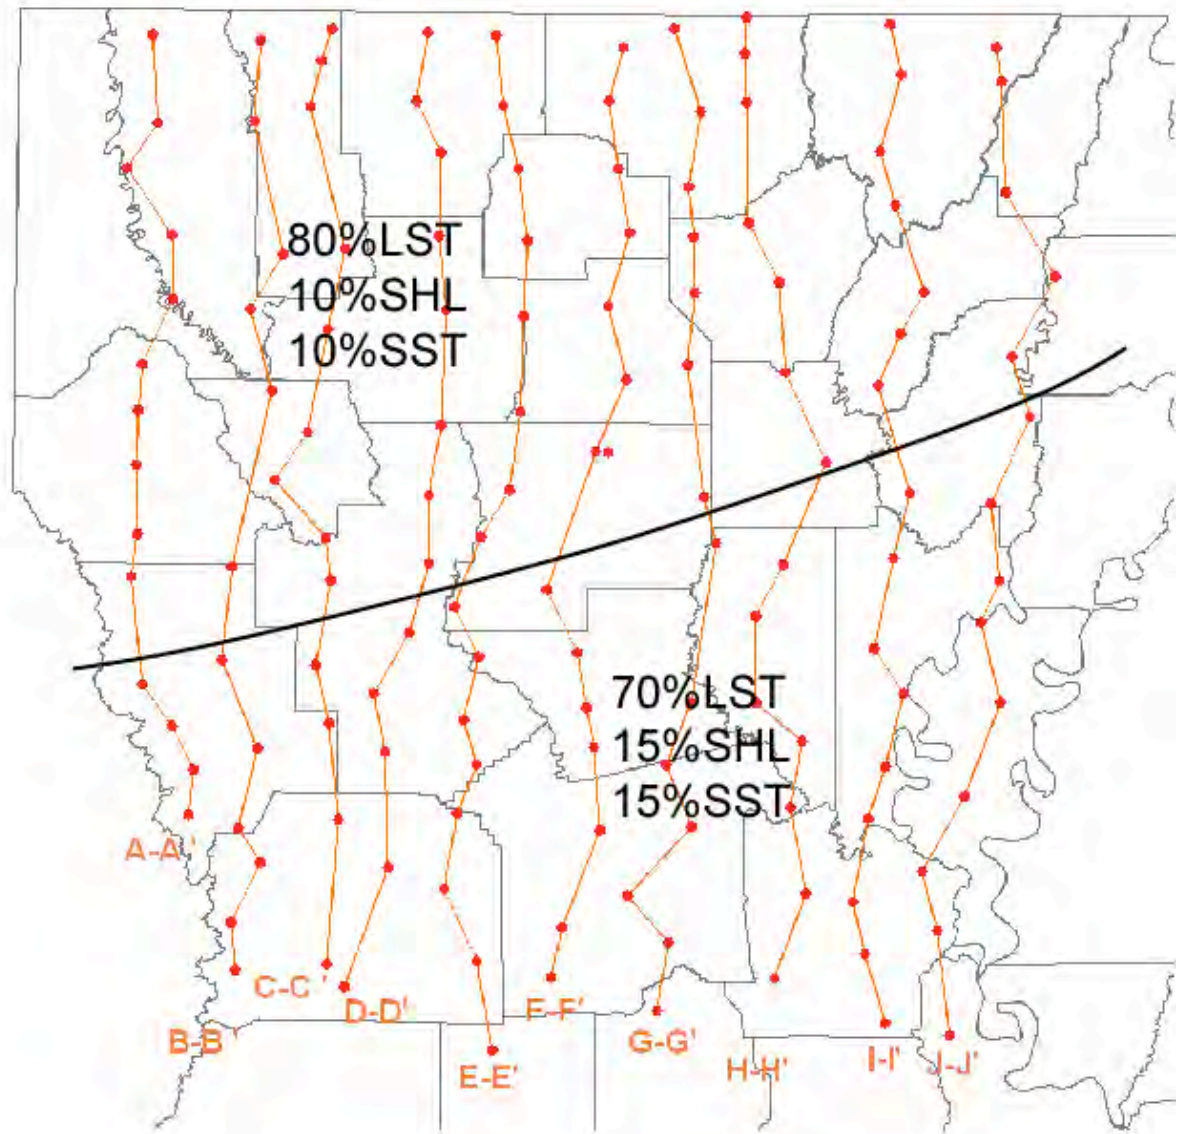 80%LST
10%SHL
10%SST
70%LST
15%SHL
15%SST
A-A'
B-B'
C-C'
D-D'
E-E'
F-F'
G-G'
H-H'
I-I'
J-J'